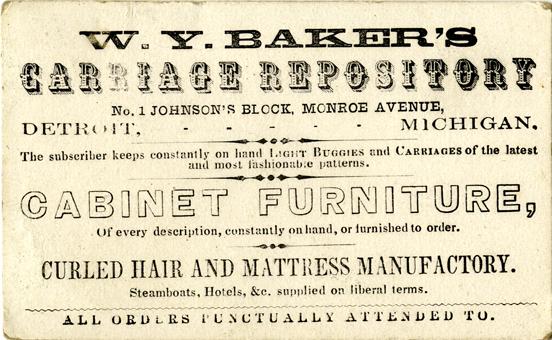 W. Y. BAKER'S
CARRIAGE REPOSITORY
No. 1 JOHNSON'S BLOCK, MONROE AVENUE,
DETROIT, - - - - - MICHIGAN.
The subscriber keeps constantly on hand LIGHT BUGGIES and CARRIAGES of the latest
and most fashionable patterns.
CABINET FURNITURE,
Of every description, constantly on hand, or furnished to order.
CURLED HAIR AND MATTRESS MANUFACTORY.
Steamboats, Hotels, &c. supplied on liberal terms.
ALL ORDERS PUNCTUALLY ATTENDED TO.